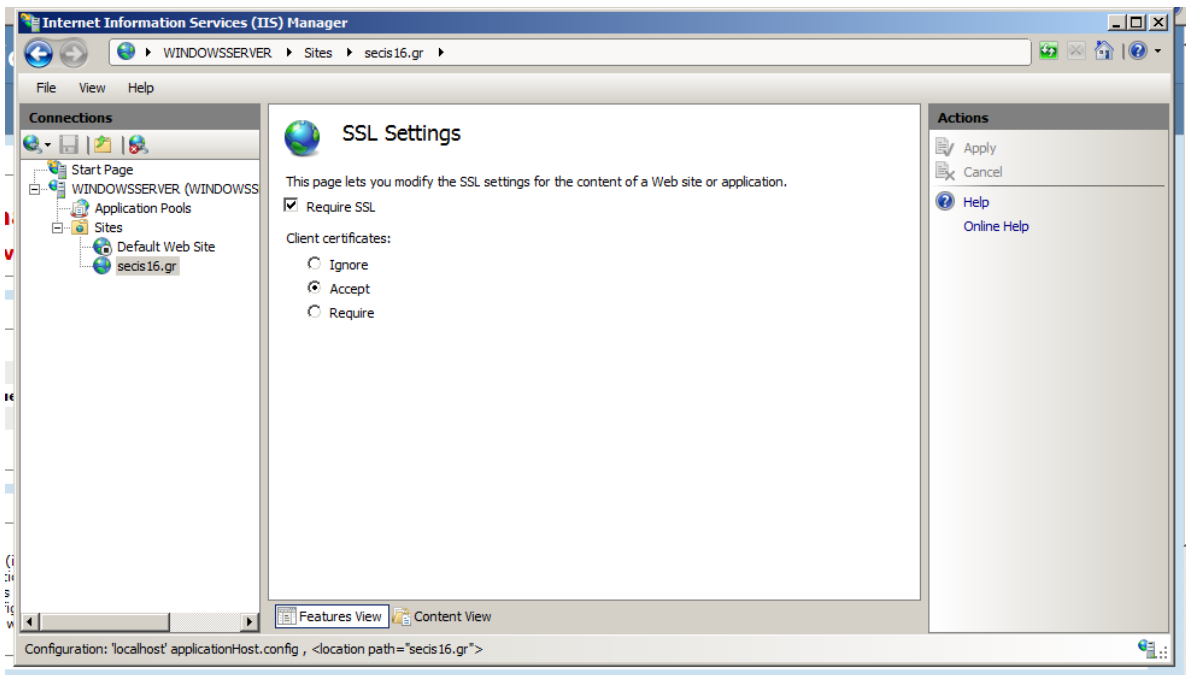 Internet Information Services (IIS) Manager
WINDOWSSERVER Sites secis16.gr
File View Help
Connections
Start Page
WINDOWSSERVER (WINDOWSS
Application Pools
Sites
Default Web Site
secis16.gr
SSL Settings
This page lets you modify the SSL settings for the content of a Web site or application.
Require SSL
Client certificates:
Ignore
Accept
Require
Features View Content View
Actions
Apply
Cancel
Help
Online Help
Configuration: 'localhost' applicationHost.config , <location path="secis16.gr">